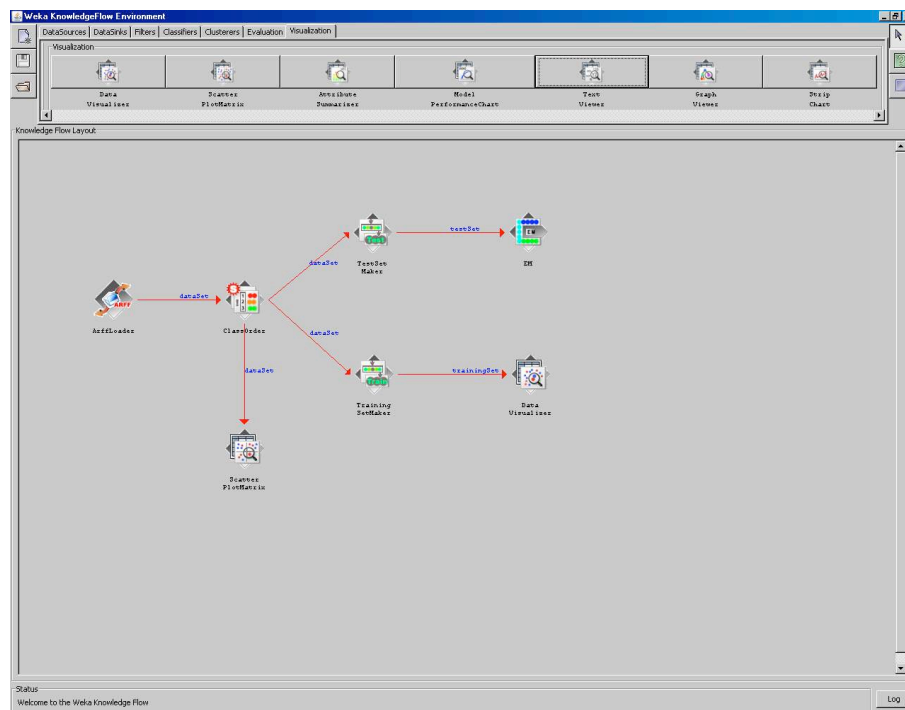 Weka KnowledgeFlow Environment
DataSources
DataSinks
Filters
Classifiers
Clusterers
Evaluation
Visualization
Visualization
Data
Visualizer
Scatter
PlotMatrix
Attribute
Summarizer
Model
PerformanceChart
Text
Viewer
Graph
Viewer
Strip
Chart
Knowledge Flow Layout
testSet
EM
EM
dataSet
TestSet
Maker
dataSet
ARFF
ArffLoader
ClassOrder
dataSet
dataSet
trainingSet
Training
SetMaker
Data
Visualizer
Scatter
PlotMatrix
Status
Welcome to the Weka Knowledge Flow
Log